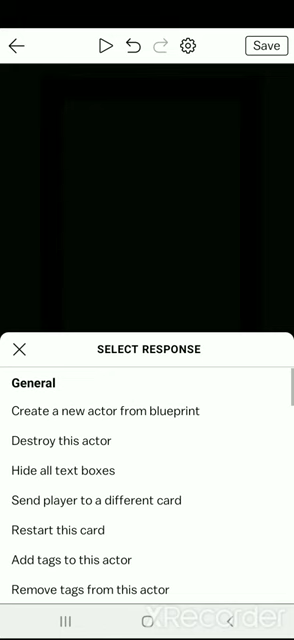 Save
SELECT RESPONSE
General
Create a new actor from blueprint
Destroy this actor
Hide all text boxes
Send player to a different card
Restart this card
Add tags to this actor
Remove tags from this actor
XRecorder